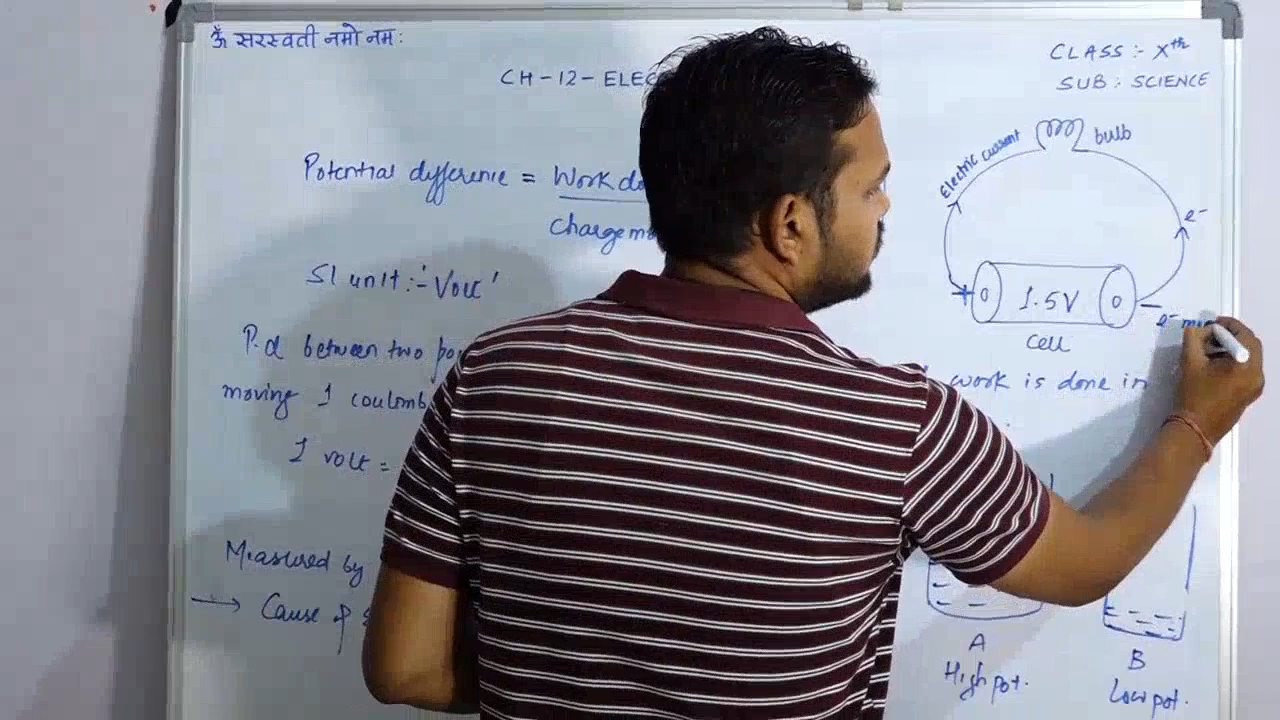 ॐ सरस्वती नमो नमः
CLASS :- Xth
SUB : SCIENCE
CH-12- ELEC
Potential difference = Work do
charge m
SI unit :- 'Volt'
P.d between two po
moving 1 coulomb
1 volt =
Measured by
→ Cause of
Electric current
bulb
e-
+
1.5V
-
cell
e-
work is done in
A
High pot.
B
Low pot.